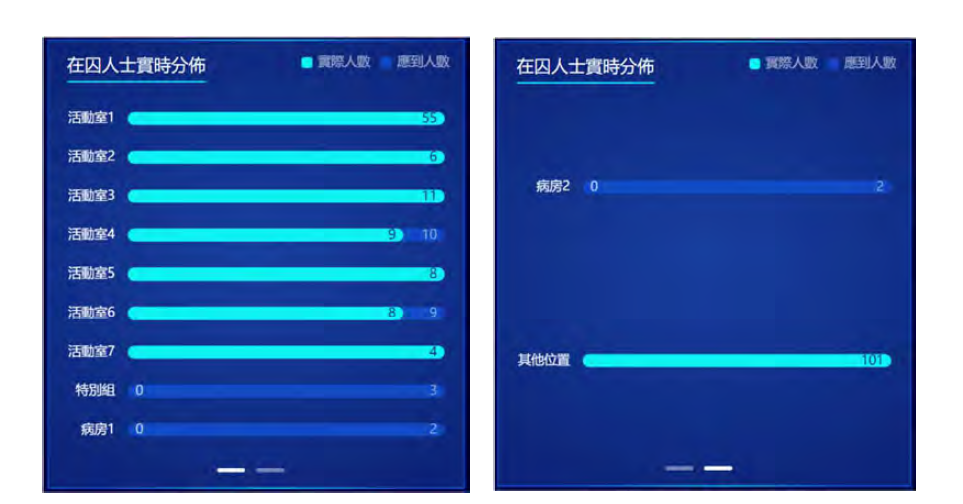 在囚人士實時分佈
實際人數 應到人數
活動室1 55
活動室2 6
活動室3 11
活動室4 9 10
活動室5 8
活動室6 8 9
活動室7 4
特別組 0 3
病房1 0 2
在囚人士實時分佈
實際人數 應到人數
病房2 0 2
其他位置 101